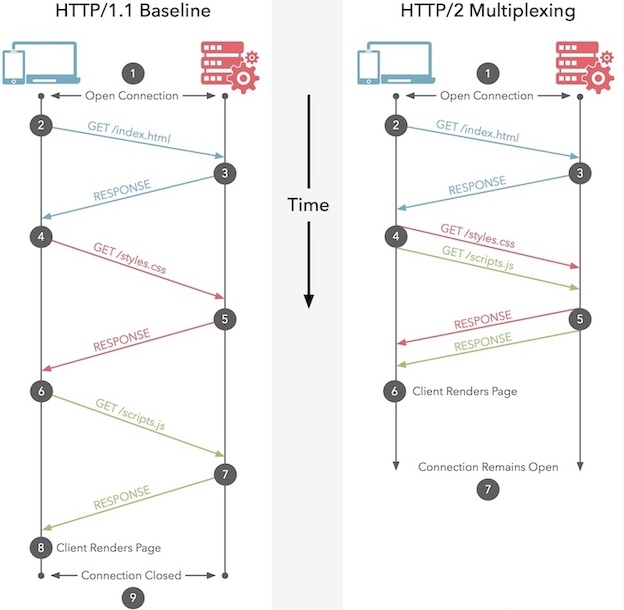 HTTP/1.1 Baseline
1
Open Connection
2
GET /index.html
3
RESPONSE
4
GET /styles.css
5
RESPONSE
6
GET /scripts.js
7
RESPONSE
8
Client Renders Page
Connection Closed
9
Time
HTTP/2 Multiplexing
1
Open Connection
2
GET /index.html
3
RESPONSE
4
GET /styles.css
GET /scripts.js
5
RESPONSE
RESPONSE
6
Client Renders Page
Connection Remains Open
7